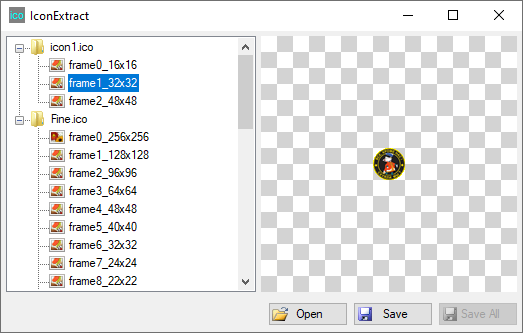 ico IconExtract
icon1.ico
frame0_16x16
frame1_32x32
frame2_48x48
Fine.ico
frame0_256x256
frame1_128x128
frame2_96x96
frame3_64x64
frame4_48x48
frame5_40x40
frame6_32x32
frame7_24x24
frame8_22x22
Open
Save
Save All